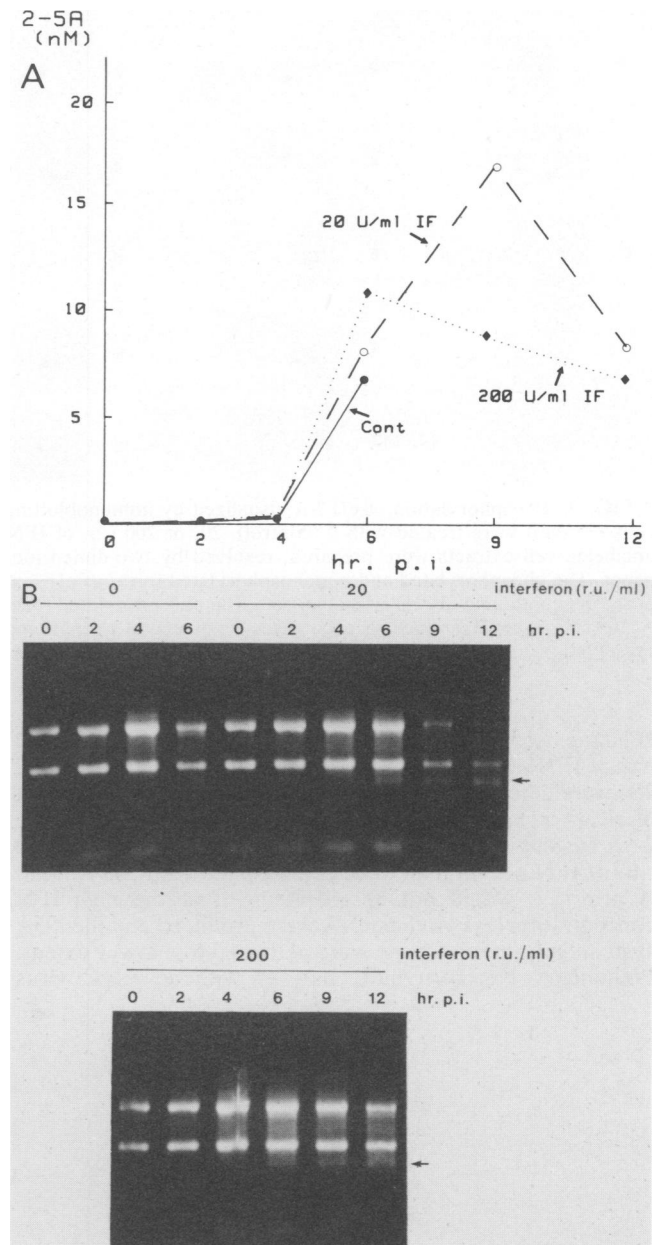 2-5A
(nM)
A
20
15
10
5
20 U/ml IF
200 U/ml IF
Cont
0 2 4 6 9 12
hr. p.i.
B
0 20 interferon (r.u./ml)
0 2 4 6 0 2 4 6 9 12 hr. p.i.
200 interferon (r.u./ml)
0 2 4 6 9 12 hr. p.i.